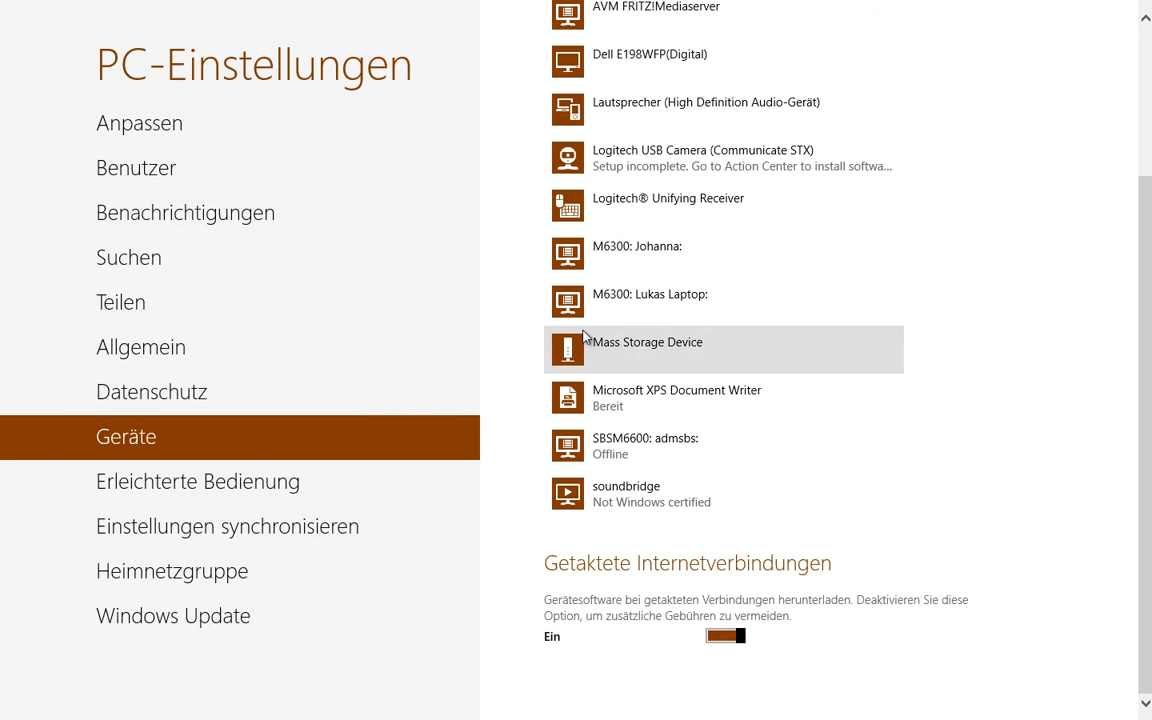 PC-Einstellungen
Anpassen
Benutzer
Benachrichtigungen
Suchen
Teilen
Allgemein
Datenschutz
Geräte
Erleichterte Bedienung
Einstellungen synchronisieren
Heimnetzgruppe
Windows Update
AVM FRITZ!Mediaserver
Dell E198WFP(Digital)
Lautsprecher (High Definition Audio-Gerät)
Logitech USB Camera (Communicate STX)
Setup incomplete. Go to Action Center to install softwa...
Logitech® Unifying Receiver
M6300: Johanna:
M6300: Lukas Laptop:
Mass Storage Device
Microsoft XPS Document Writer
Bereit
SBSM6600: admsbs:
Offline
soundbridge
Not Windows certified
Getaktete Internetverbindungen
Gerätesoftware bei getakteten Verbindungen herunterladen. Deaktivieren Sie diese
Option, um zusätzliche Gebühren zu vermeiden.
Ein